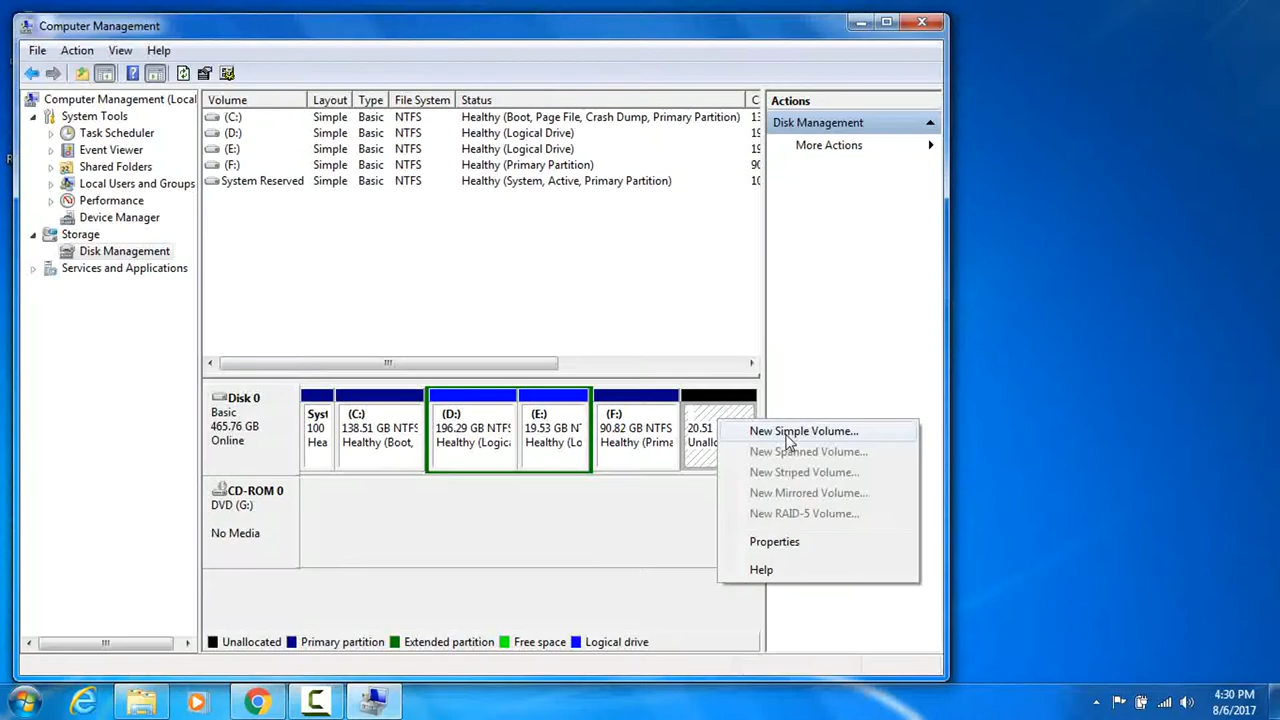 Computer Management
File Action View Help
Computer Management (Local
System Tools
Task Scheduler
Event Viewer
Shared Folders
Local Users and Groups
Performance
Device Manager
Storage
Disk Management
Services and Applications
Volume Layout Type File System Status C
(C:) Simple Basic NTFS Healthy (Boot, Page File, Crash Dump, Primary Partition) 13
(D:) Simple Basic NTFS Healthy (Logical Drive) 19
(E:) Simple Basic NTFS Healthy (Logical Drive) 19
(F:) Simple Basic NTFS Healthy (Primary Partition) 90
System Reserved Simple Basic NTFS Healthy (System, Active, Primary Partition) 10
Actions
Disk Management
More Actions
Disk 0
Basic
465.76 GB
Online
Syst
100
Hea
(C:)
138.51 GB NTFS
Healthy (Boot,
(D:)
196.29 GB NTFS
Healthy (Logica
(E:)
19.53 GB NTFS
Healthy (Lo
(F:)
90.82 GB NTFS
Healthy (Prima
20.51
Unallo
New Simple Volume...
New Spanned Volume...
New Striped Volume...
New Mirrored Volume...
New RAID-5 Volume...
Properties
Help
CD-ROM 0
DVD (G:)
No Media
Unallocated Primary partition Extended partition Free space Logical drive
4:30 PM
8/6/2017